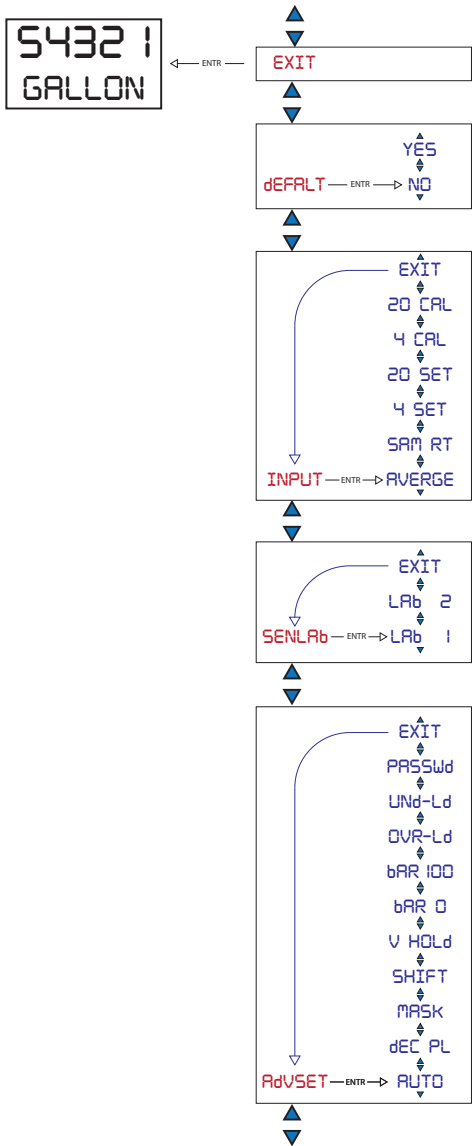 54321
GALLON
ENTR
EXIT
YES
dEFALT ENTR NO
EXIT
20 CAL
4 CAL
20 SET
4 SET
SAM RT
INPUT ENTR AVERGE
EXIT
LAb 2
SENLAb ENTR LAb 1
EXIT
PASSWd
UNd-Ld
OVR-Ld
bAR 100
bAR 0
V HOLd
SHIFT
MASK
dEC PL
AdVSET ENTR AUTO